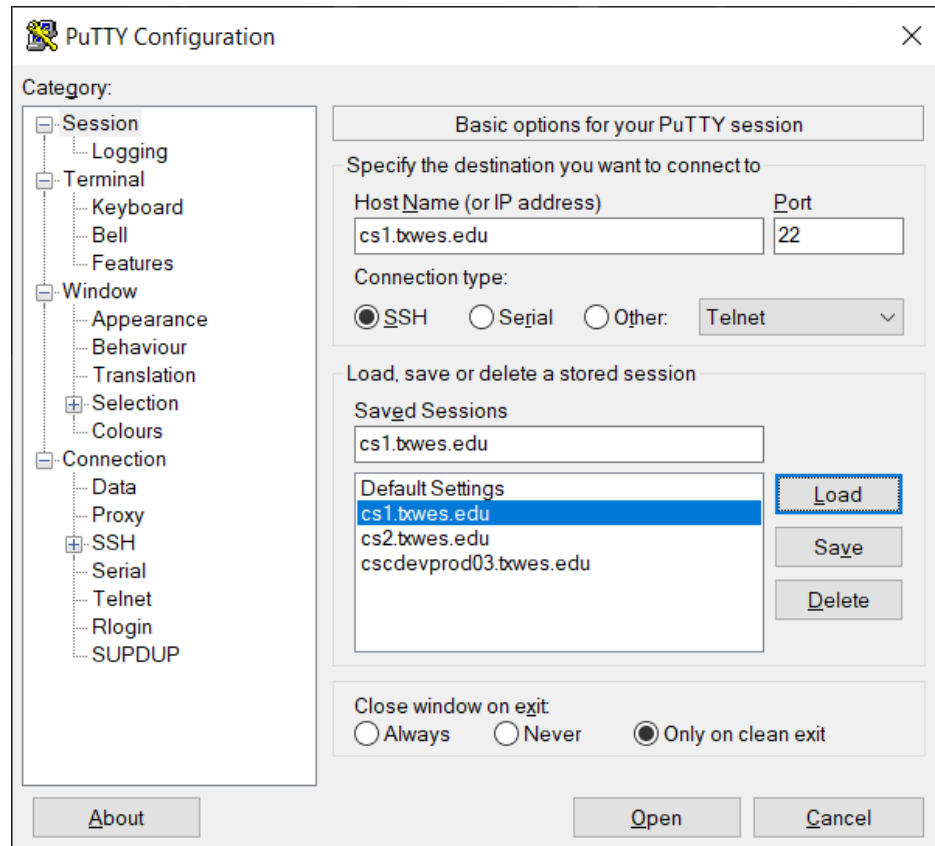 PuTTY Configuration
Category:
Session
Logging
Terminal
Keyboard
Bell
Features
Window
Appearance
Behaviour
Translation
Selection
Colours
Connection
Data
Proxy
SSH
Serial
Telnet
Rlogin
SUPDUP
Basic options for your PuTTY session
Specify the destination you want to connect to
Host Name (or IP address) Port
cs1.txwes.edu 22
Connection type:
SSH Serial Other: Telnet
Load, save or delete a stored session
Saved Sessions
cs1.txwes.edu
Default Settings
cs1.txwes.edu
cs2.txwes.edu
cscdevprod03.txwes.edu
Load
Save
Delete
Close window on exit:
Always Never Only on clean exit
About Open Cancel